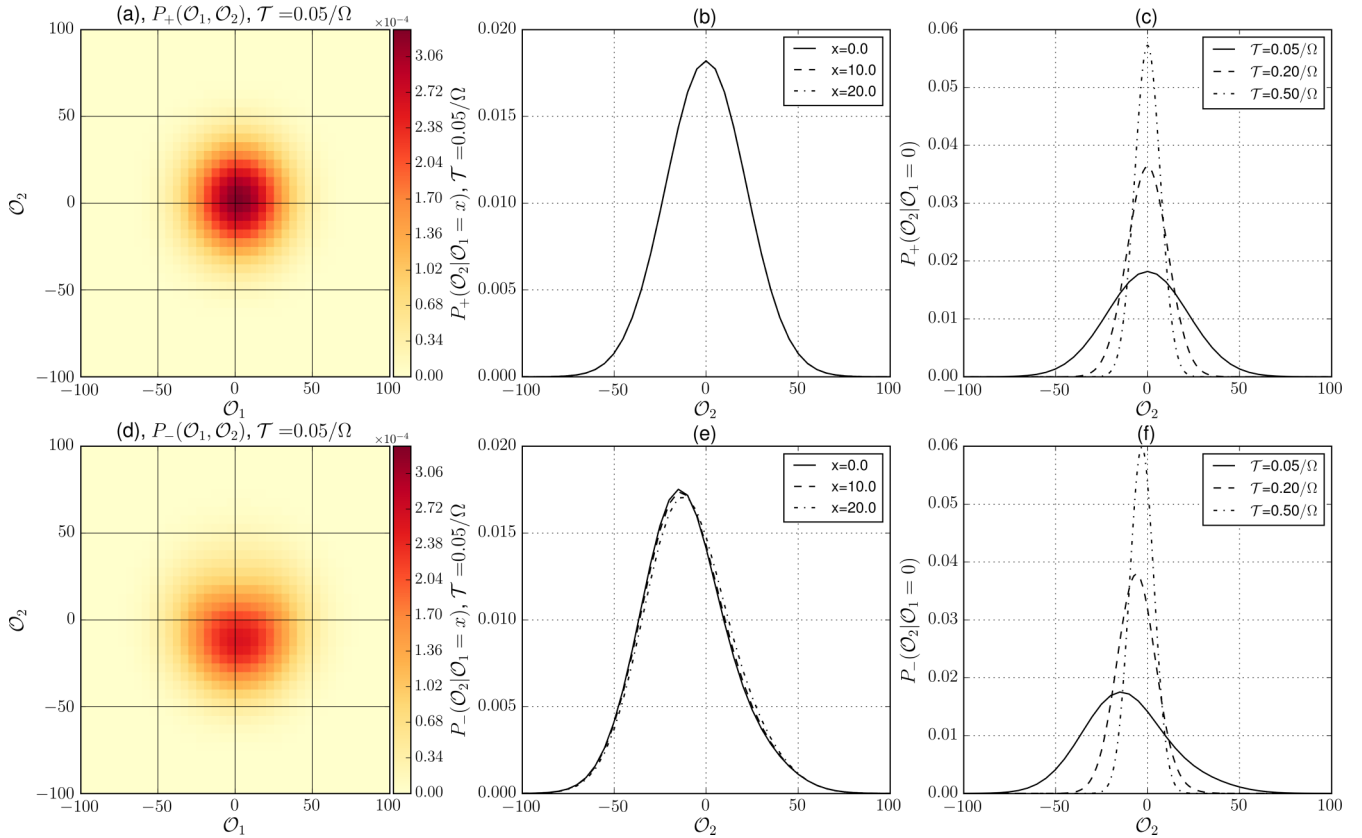 (a), P₊(𝒪₁, 𝒪₂), 𝒯 =0.05/Ω
×10⁻⁴
100
50
0
−50
−100
𝒪₂
−100 −50 0 50 100
𝒪₁
3.06
2.72
2.38
2.04
1.70
1.36
1.02
0.68
0.34
0.00
(b)
P₊(𝒪₂|𝒪₁ = x), 𝒯 =0.05/Ω
0.020
0.015
0.010
0.005
0.000
x=0.0
x=10.0
x=20.0
−100 −50 0 50 100
𝒪₂
(c)
P₊(𝒪₂|𝒪₁ = 0)
0.06
0.05
0.04
0.03
0.02
0.01
0.00
𝒯=0.05/Ω
𝒯=0.20/Ω
𝒯=0.50/Ω
−100 −50 0 50 100
𝒪₂
(d), P₋(𝒪₁, 𝒪₂), 𝒯 =0.05/Ω
×10⁻⁴
100
50
0
−50
−100
𝒪₂
−100 −50 0 50 100
𝒪₁
3.06
2.72
2.38
2.04
1.70
1.36
1.02
0.68
0.34
0.00
(e)
P₋(𝒪₂|𝒪₁ = x), 𝒯 =0.05/Ω
0.020
0.015
0.010
0.005
0.000
x=0.0
x=10.0
x=20.0
−100 −50 0 50 100
𝒪₂
(f)
P₋(𝒪₂|𝒪₁ = 0)
0.06
0.05
0.04
0.03
0.02
0.01
0.00
𝒯=0.05/Ω
𝒯=0.20/Ω
𝒯=0.50/Ω
−100 −50 0 50 100
𝒪₂